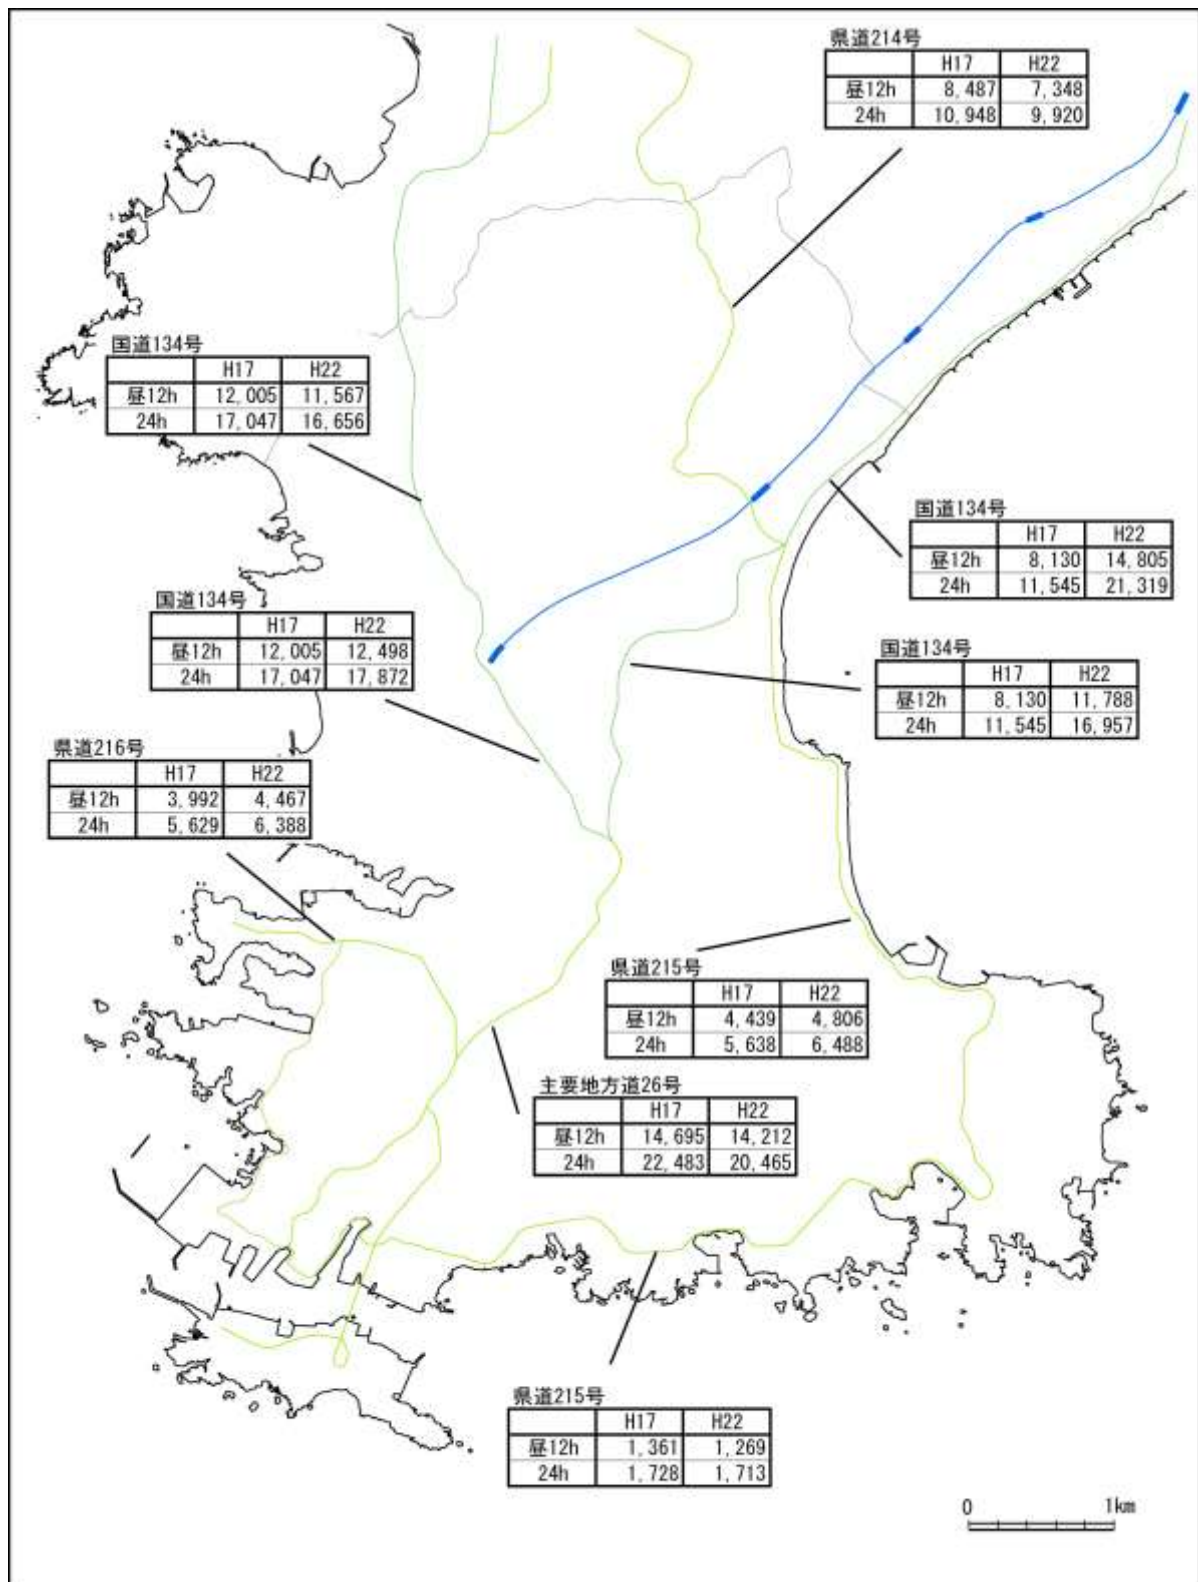 県道214号
H17 H22
昼12h 8,487 7,348
24h 10,948 9,920
国道134号
H17 H22
昼12h 12,005 11,567
24h 17,047 16,656
国道134号
H17 H22
昼12h 8,130 14,805
24h 11,545 21,319
国道134号
H17 H22
昼12h 12,005 12,498
24h 17,047 17,872
国道134号
H17 H22
昼12h 8,130 11,788
24h 11,545 16,957
県道216号
H17 H22
昼12h 3,992 4,467
24h 5,629 6,388
県道215号
H17 H22
昼12h 4,439 4,806
24h 5,638 6,488
主要地方道26号
H17 H22
昼12h 14,695 14,212
24h 22,483 20,465
県道215号
H17 H22
昼12h 1,361 1,269
24h 1,728 1,713
0 1km